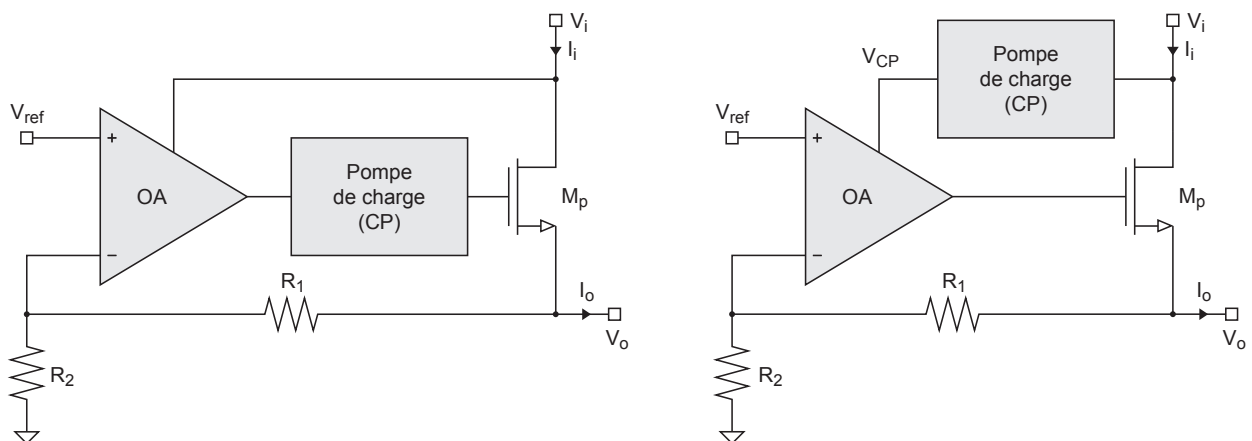 V_i
I_i
V_ref
+
OA
−
Pompe
de charge
(CP)
M_p
R_1
I_o
V_o
R_2
Pompe
de charge
(CP)
V_i
I_i
V_CP
V_ref
+
OA
−
M_p
R_1
I_o
V_o
R_2